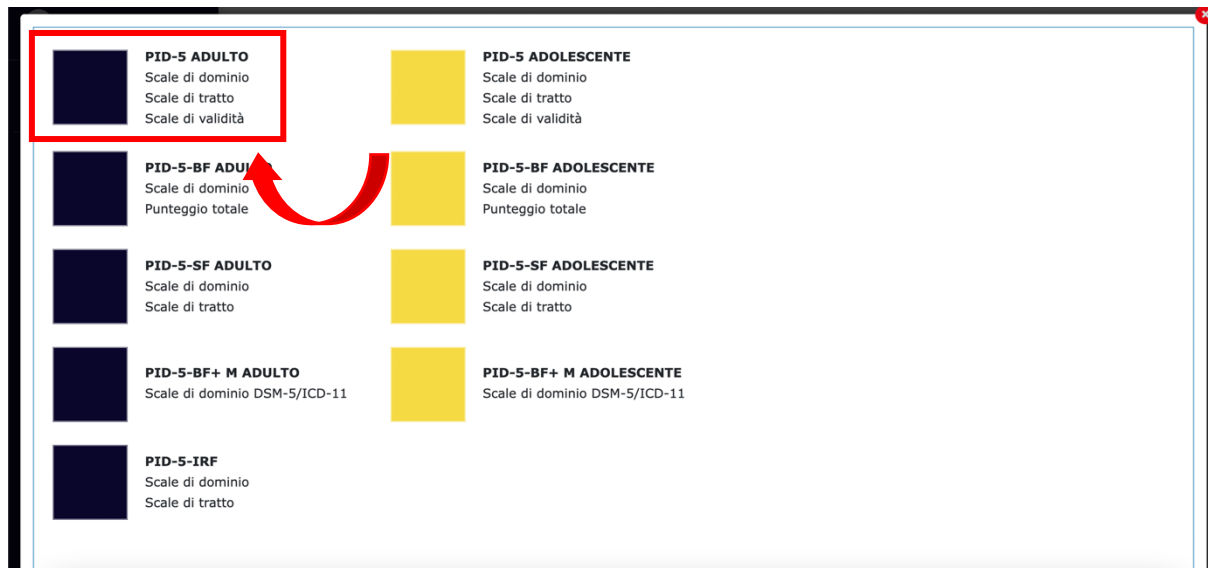 PID-5 ADULTO
Scale di dominio
Scale di tratto
Scale di validità
PID-5 ADOLESCENTE
Scale di dominio
Scale di tratto
Scale di validità
PID-5-BF ADULTO
Scale di dominio
Punteggio totale
PID-5-BF ADOLESCENTE
Scale di dominio
Punteggio totale
PID-5-SF ADULTO
Scale di dominio
Scale di tratto
PID-5-SF ADOLESCENTE
Scale di dominio
Scale di tratto
PID-5-BF+ M ADULTO
Scale di dominio DSM-5/ICD-11
PID-5-BF+ M ADOLESCENTE
Scale di dominio DSM-5/ICD-11
PID-5-IRF
Scale di dominio
Scale di tratto